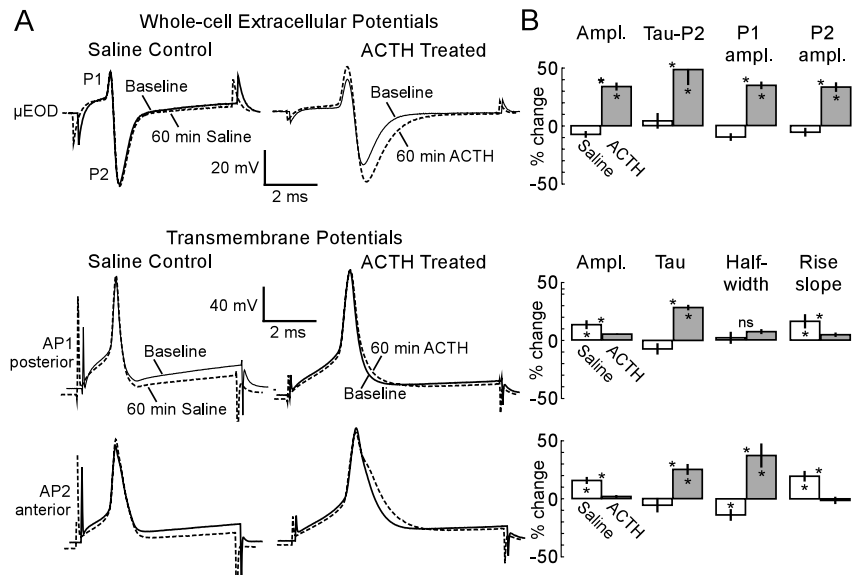 A
Whole-cell Extracellular Potentials
Saline Control
ACTH Treated
P1
Baseline
µEOD
60 min Saline
P2
Baseline
60 min ACTH
20 mV
2 ms
Transmembrane Potentials
Saline Control
ACTH Treated
40 mV
2 ms
AP1
posterior
Baseline
60 min Saline
60 min ACTH
Baseline
AP2
anterior
B
Ampl.
Tau-P2
P1
ampl.
P2
ampl.
% change
50
0
-50
*
*
*
*
*
*
*
*
Saline
ACTH
Ampl.
Tau
Half-
width
Rise
slope
% change
50
0
-50
*
*
*
*
ns
*
*
Saline
ACTH
% change
50
0
-50
*
*
*
*
*
*
*
*
*
Saline
ACTH